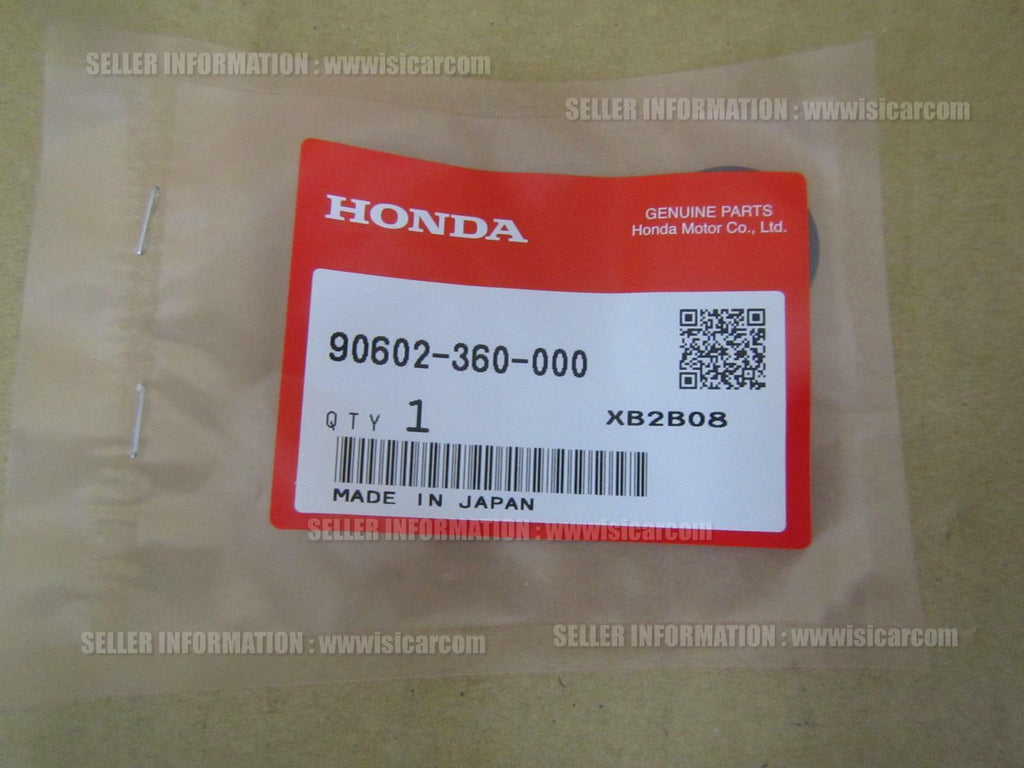 SELLER INFORMATION : wwwisicarcom
SELLER INFORMATION : wwwisicarcom
HONDA
GENUINE PARTS
Honda Motor Co., Ltd.
90602-360-000
QTY 1
XB2B08
MADE IN JAPAN
SELLER INFORMATION : wwwisicarcom
SELLER INFORMATION : wwwisicarcom
SELLER INFORMATION : wwwisicarcom